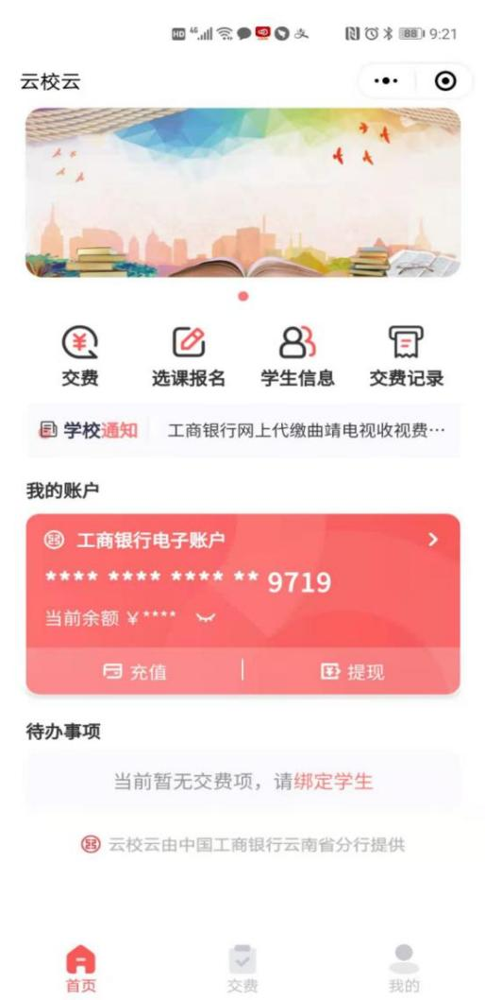 HD 46 88 9:21
云校云
交费 选课报名 学生信息 交费记录
学校通知 工商银行网上代缴曲靖电视收视费···
我的账户
工商银行电子账户
**** **** **** ** 9719
当前余额 ￥****
充值 提现
待办事项
当前暂无交费项，请绑定学生
云校云由中国工商银行云南省分行提供
首页 交费 我的